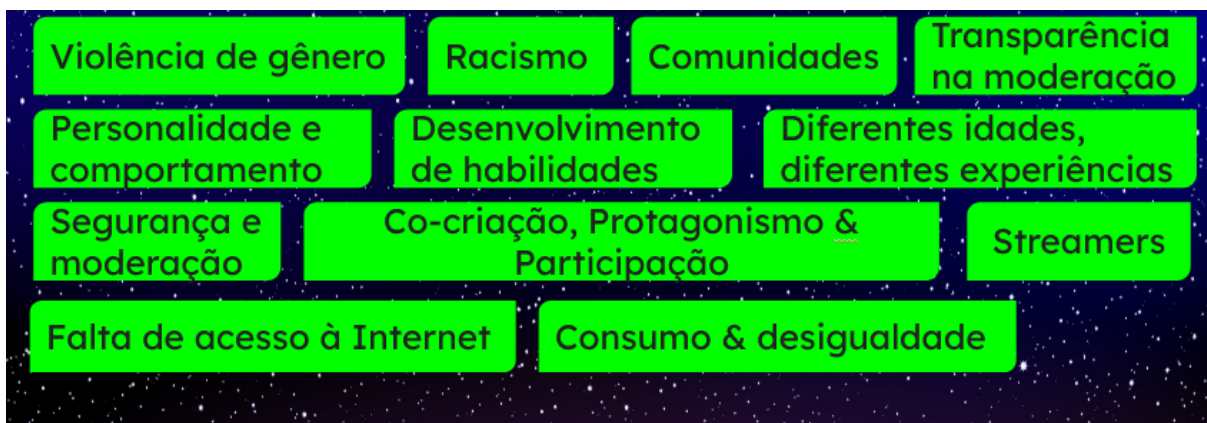 Violência de gênero
Racismo
Comunidades
Transparência
na moderação
Personalidade e
comportamento
Desenvolvimento
de habilidades
Diferentes idades,
diferentes experiências
Segurança e
moderação
Co-criação, Protagonismo &
Participação
Streamers
Falta de acesso à Internet
Consumo & desigualdade